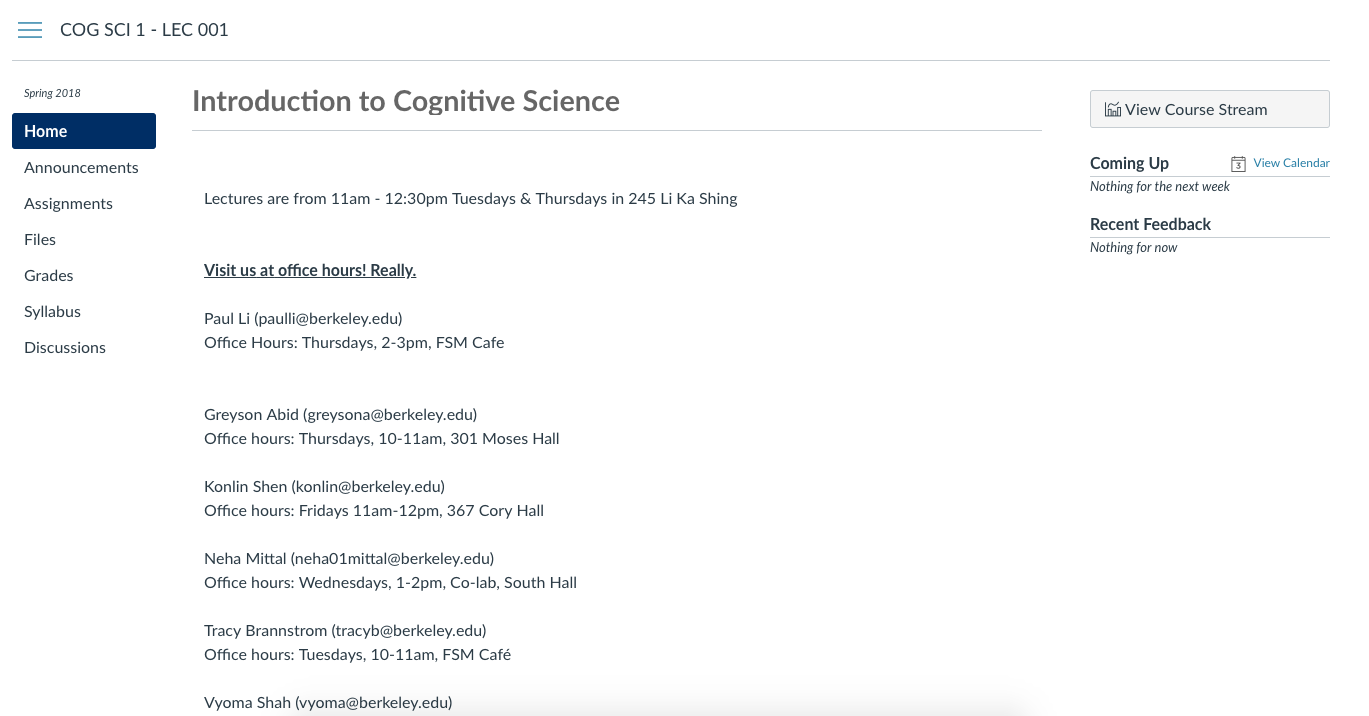 COG SCI 1 - LEC 001
Spring 2018
Home
Announcements
Assignments
Files
Grades
Syllabus
Discussions
Introduction to Cognitive Science
Lectures are from 11am - 12:30pm Tuesdays & Thursdays in 245 Li Ka Shing
Visit us at office hours! Really.
Paul Li (paulli@berkeley.edu)
Office Hours: Thursdays, 2-3pm, FSM Cafe
Greyson Abid (greysona@berkeley.edu)
Office hours: Thursdays, 10-11am, 301 Moses Hall
Konlin Shen (konlin@berkeley.edu)
Office hours: Fridays 11am-12pm, 367 Cory Hall
Neha Mittal (neha01mittal@berkeley.edu)
Office hours: Wednesdays, 1-2pm, Co-lab, South Hall
Tracy Brannstrom (tracyb@berkeley.edu)
Office hours: Tuesdays, 10-11am, FSM Café
Vyoma Shah (vyoma@berkeley.edu)
View Course Stream
Coming Up
3 View Calendar
Nothing for the next week
Recent Feedback
Nothing for now